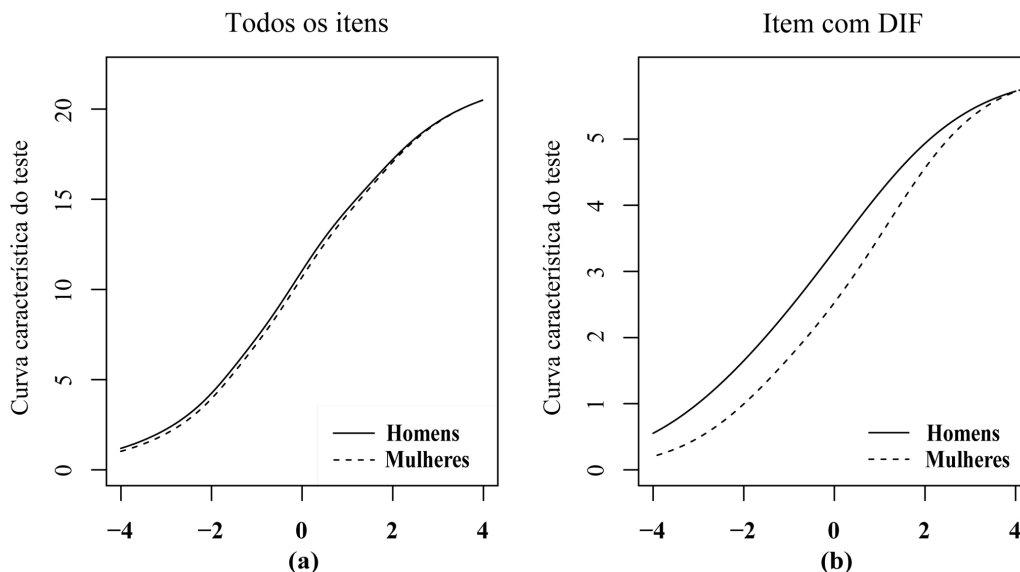 Todos os itens
Curva característica do teste
20
15
10
5
0
Homens
Mulheres
−4
−2
0
2
4
(a)
Item com DIF
Curva característica do teste
5
4
3
2
1
0
Homens
Mulheres
−4
−2
0
2
4
(b)